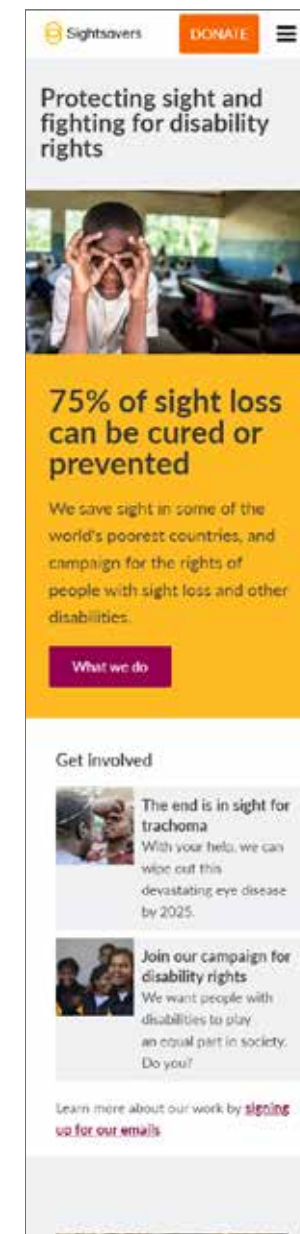 Sightsavers
DONATE
Protecting sight and
fighting for disability
rights
75% of sight loss
can be cured or
prevented
We save sight in some of the
world's poorest countries, and
campaign for the rights of
people with sight loss and other
disabilities.
What we do
Get involved
The end is in sight for
trachoma
With your help, we can
wipe out this
devastating eye disease
by 2025.
Join our campaign for
disability rights
We want people with
disabilities to play
an equal part in society.
Do you?
Learn more about our work by signing
up for our emails